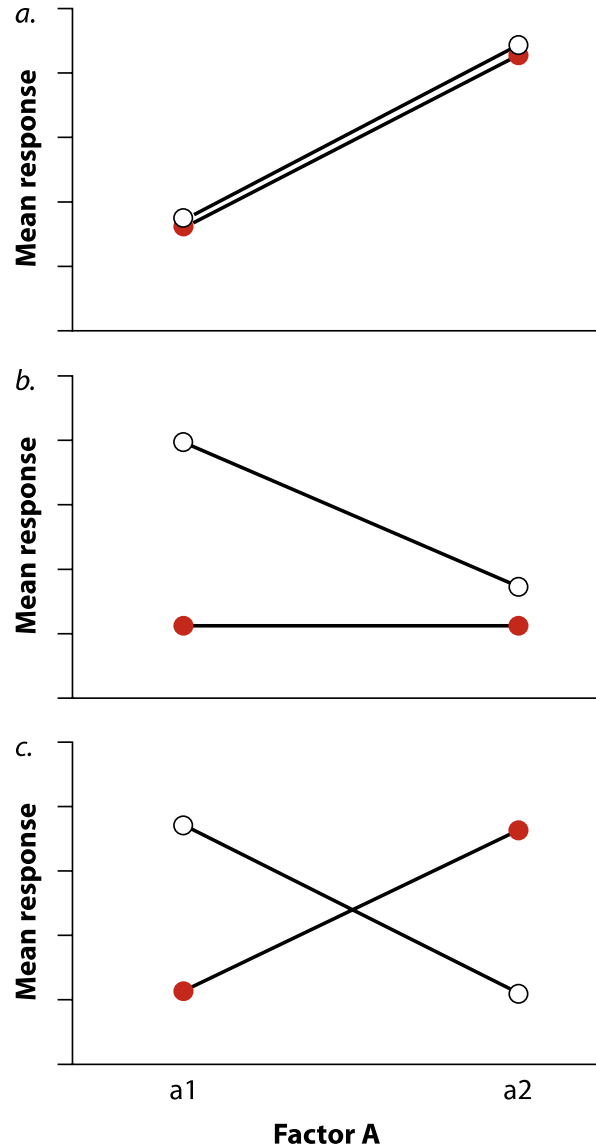 a.
Mean response
b.
Mean response
c.
Mean response
a1 a2
Factor A